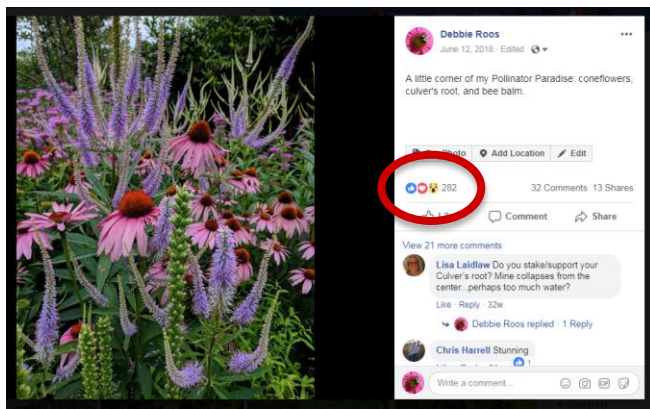 Debbie Roos
June 12, 2018 · Edited ·
A little corner of my Pollinator Paradise: coneflowers,
culver's root, and bee balm.
Photo Add Location Edit
282 32 Comments 13 Shares
Comment Share
View 21 more comments
Lisa Laidlaw Do you stake/support your
Culver's root? Mine collapses from the
center...perhaps too much water?
Like · Reply · 32w
Debbie Roos replied · 1 Reply
Chris Harrell Stunning
1
Write a comment...
GIF